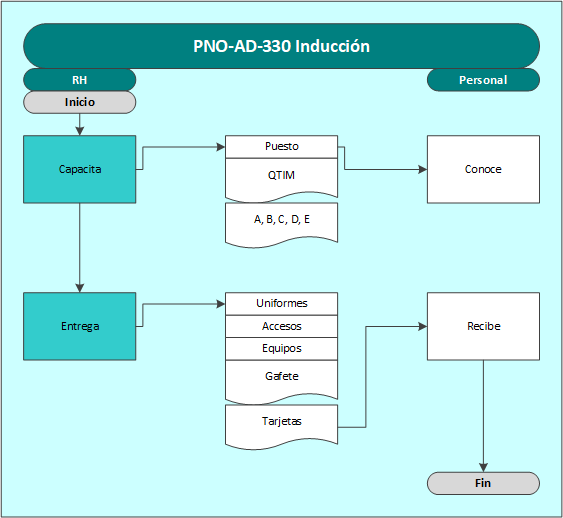 PNO-AD-330 Inducción
RH
Personal
Inicio
Capacita
Puesto
QTIM
A, B, C, D, E
Conoce
Entrega
Uniformes
Accesos
Equipos
Gafete
Tarjetas
Recibe
Fin